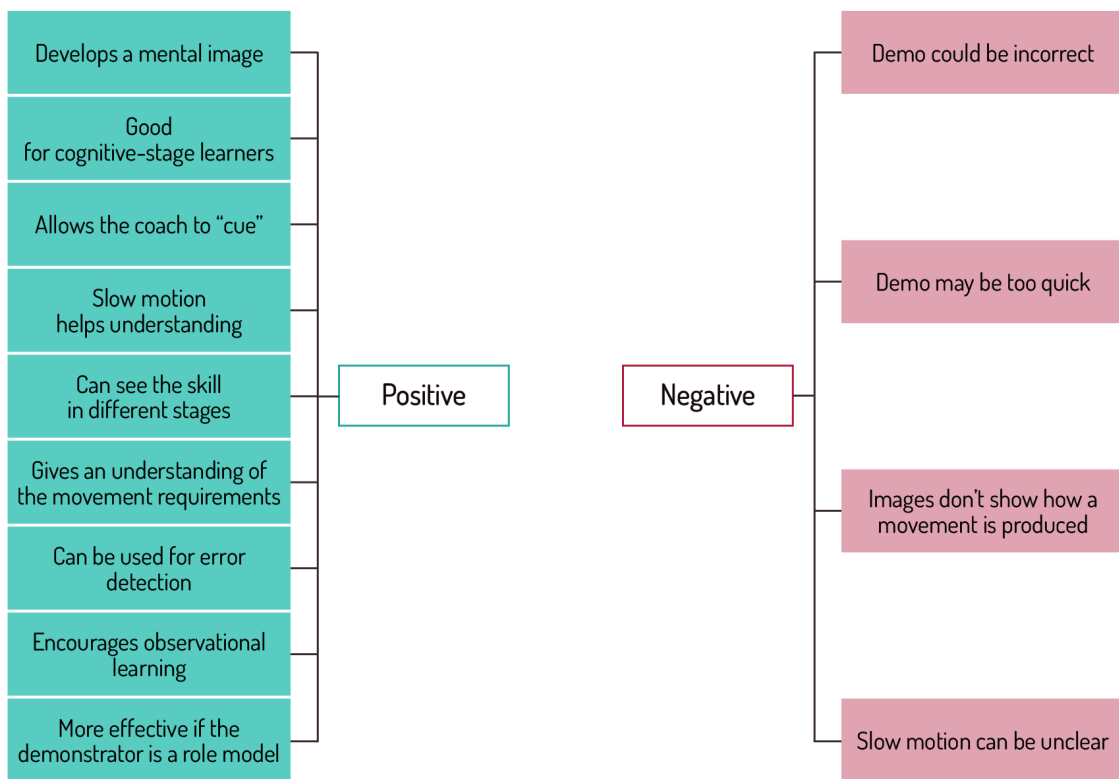 Develops a mental image
Good
for cognitive-stage learners
Allows the coach to “cue”
Slow motion
helps understanding
Can see the skill
in different stages
Gives an understanding of
the movement requirements
Can be used for error
detection
Encourages observational
learning
More effective if the
demonstrator is a role model
Positive
Negative
Demo could be incorrect
Demo may be too quick
Images don’t show how a
movement is produced
Slow motion can be unclear